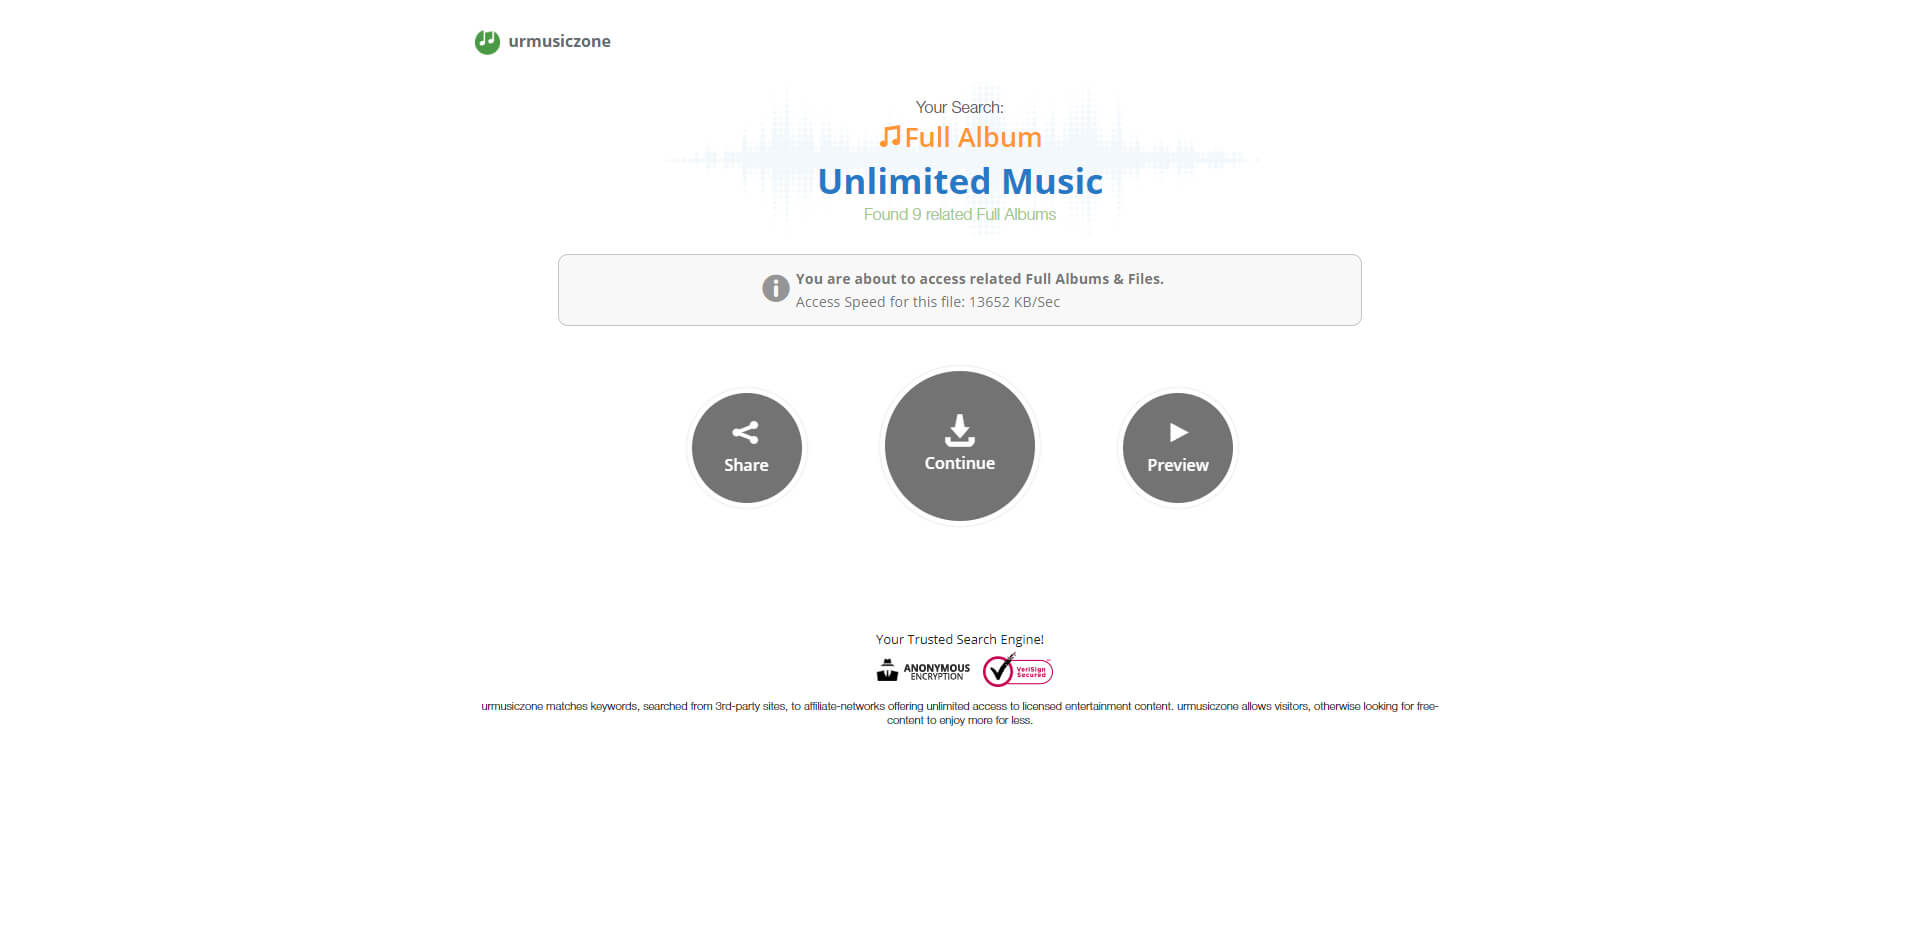 urmusiczone
Your Search:
Full Album
Unlimited Music
Found 9 related Full Albums
You are about to access related Full Albums & Files.
Access Speed for this file: 13652 KB/Sec
Share
Continue
Preview
Your Trusted Search Engine!
ANONYMOUS
ENCRYPTION
VeriSign
Secured
urmusiczone matches keywords, searched from 3rd-party sites, to affiliate-networks offering unlimited access to licensed entertainment content. urmusiczone allows visitors, otherwise looking for free-
content to enjoy more for less.